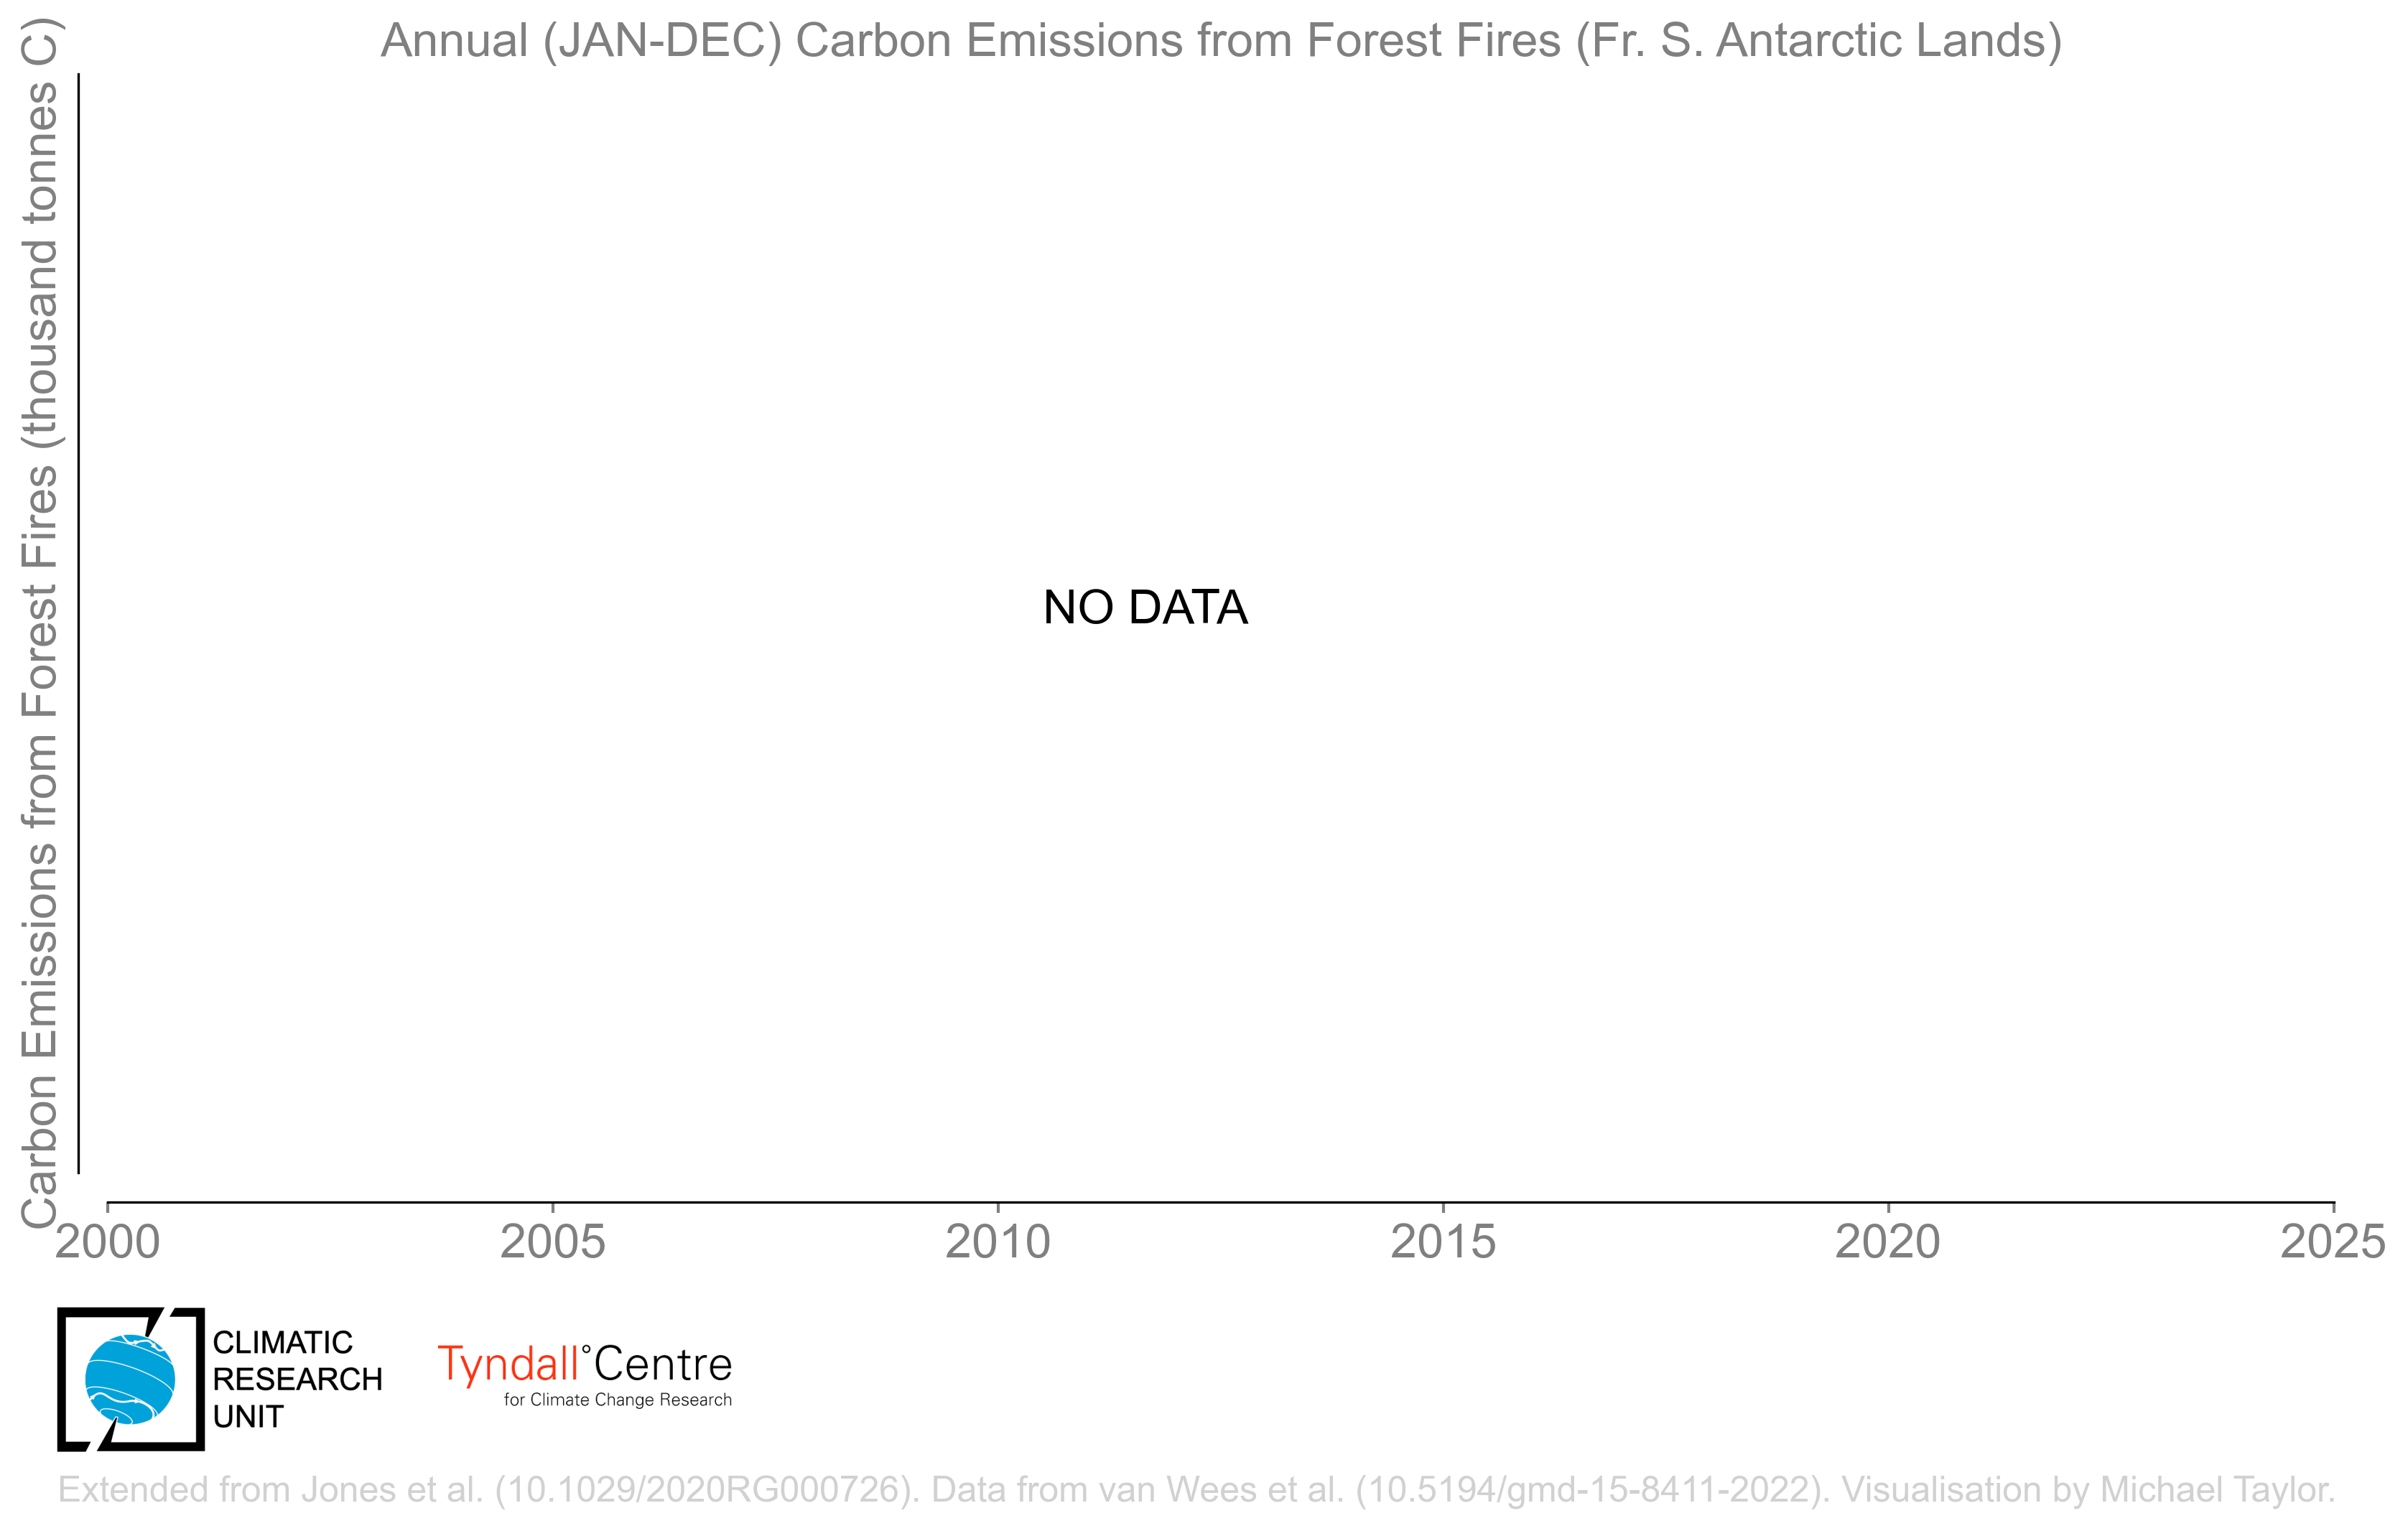 Annual (JAN-DEC) Carbon Emissions from Forest Fires (Fr. S. Antarctic Lands)
Carbon Emissions from Forest Fires (thousand tonnes C)
NO DATA
2000 2005 2010 2015 2020 2025
CLIMATIC
RESEARCH
UNIT
Tyndall°Centre
for Climate Change Research
Extended from Jones et al. (10.1029/2020RG000726). Data from van Wees et al. (10.5194/gmd-15-8411-2022). Visualisation by Michael Taylor.